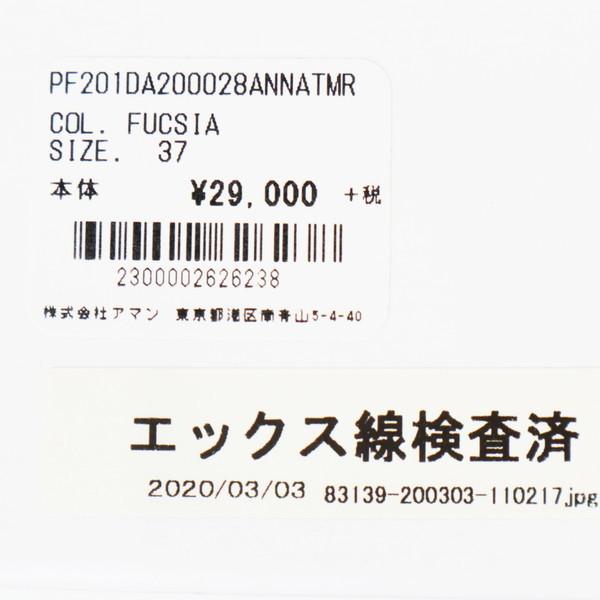 PF201DA200028ANNATMR
COL. FUCSIA
SIZE. 37
本体 ¥29,000 +税
2300002626238
株式会社アマン 東京都港区南青山5-4-40
エックス線検査済
2020/03/03 83139-200303-110217.jpg